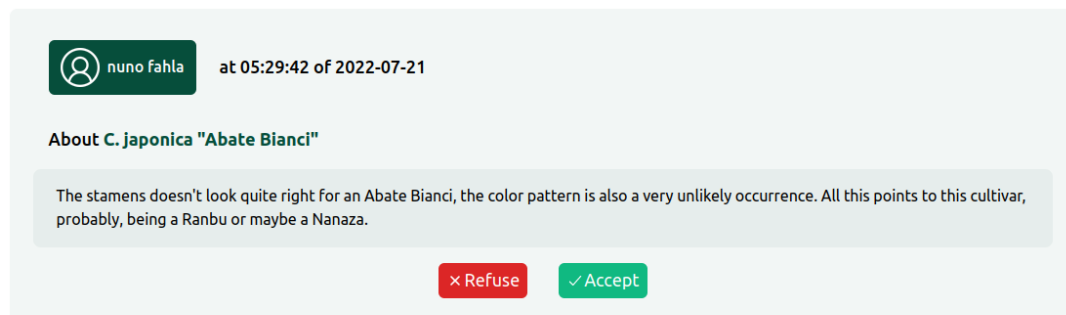 nuno fahla at 05:29:42 of 2022-07-21
About C. japonica "Abate Bianci"
The stamens doesn't look quite right for an Abate Bianci, the color pattern is also a very unlikely occurrence. All this points to this cultivar,
probably, being a Ranbu or maybe a Nanaza.
Refuse Accept